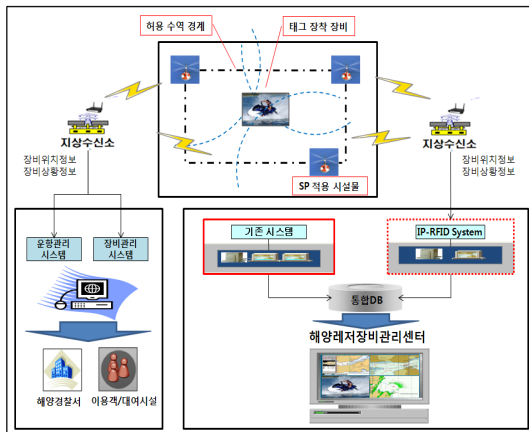 허용 수역 경계
태그 장착 장비
지상수신소
장비위치정보
장비상황정보
지상수신소
장비위치정보
장비상황정보
SP 적용 시설물
운항관리
시스템
장비관리
시스템
기존 시스템
IP-RFID System
통합DB
해양레저장비관리센터
해양경찰서
이용객/대여시설